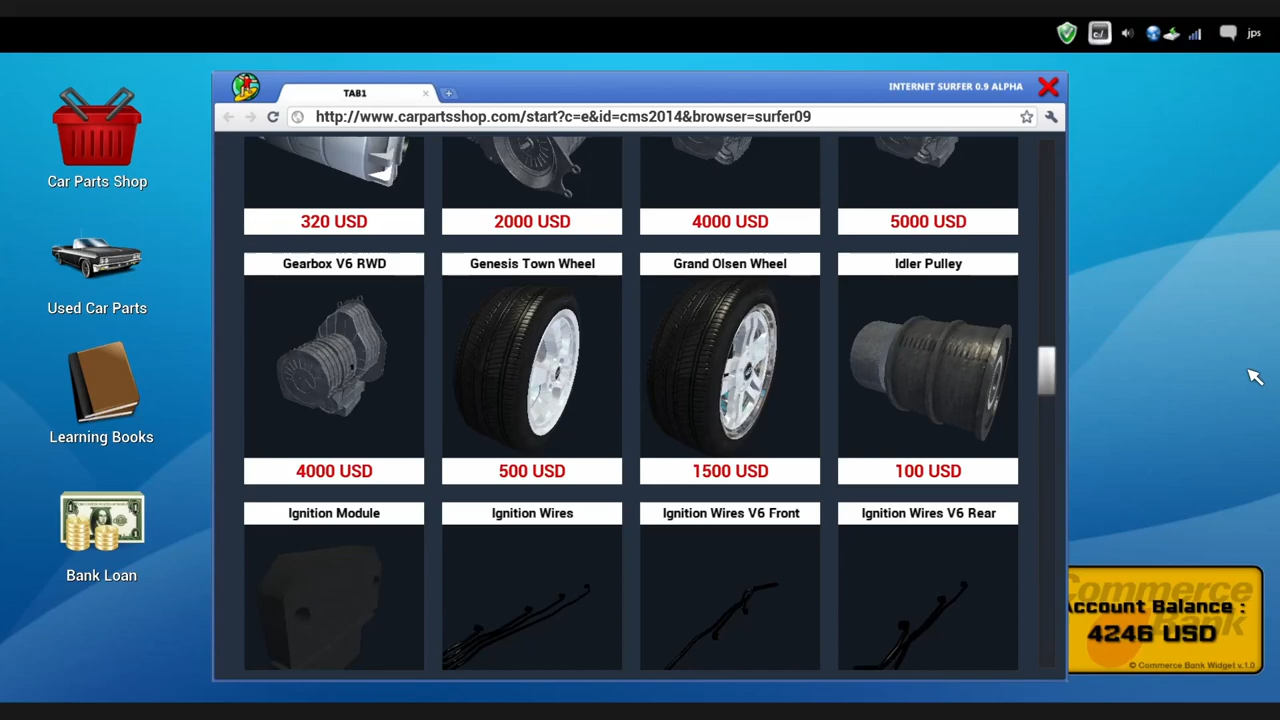 jps
TAB1
INTERNET SURFER 0.9 ALPHA
http://www.carpartsshop.com/start?c=e&id=cms2014&browser=surfer09
Car Parts Shop
Used Car Parts
Learning Books
Bank Loan
320 USD
2000 USD
4000 USD
5000 USD
Gearbox V6 RWD
Genesis Town Wheel
Grand Olsen Wheel
Idler Pulley
4000 USD
500 USD
1500 USD
100 USD
Ignition Module
Ignition Wires
Ignition Wires V6 Front
Ignition Wires V6 Rear
Commerce
Bank
Account Balance :
4246 USD
© Commerce Bank Widget v.1.0